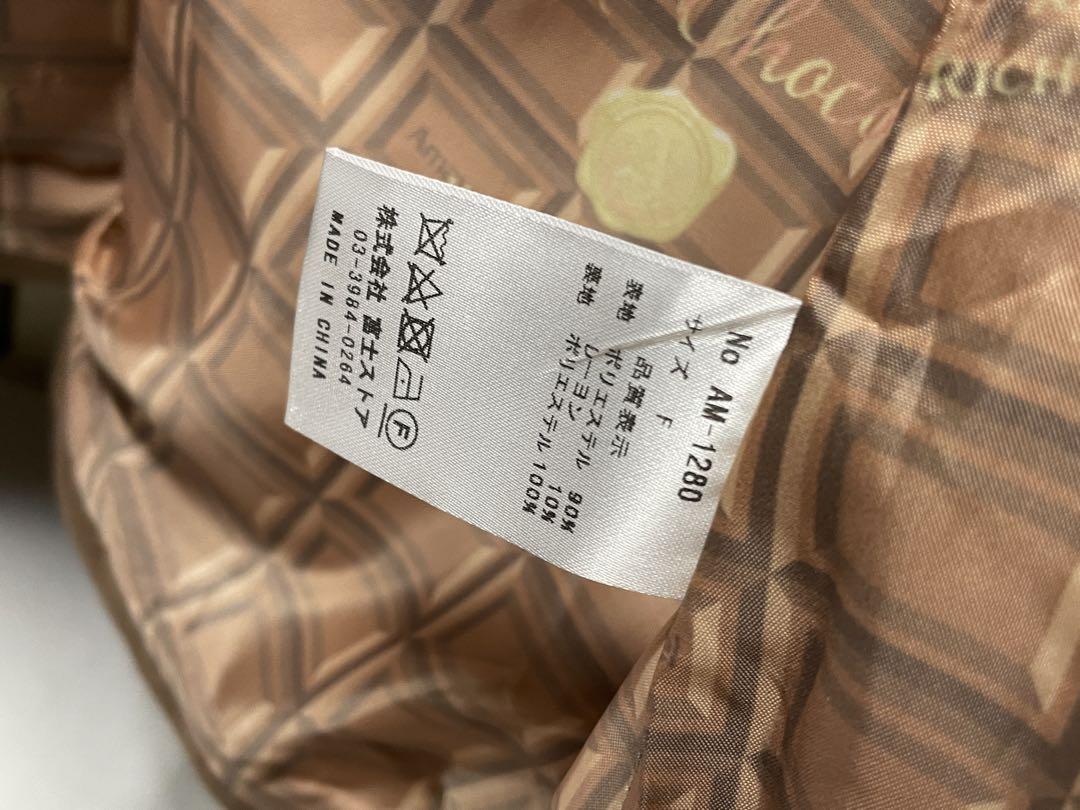 Choco
RICH
No AM-1280
サイズ F
品質表示
表地 ポリエステル 90%
レーヨン 10%
裏地 ポリエステル 100%
F
株式会社 富士ストア
03-3984-0264
MADE IN CHINA